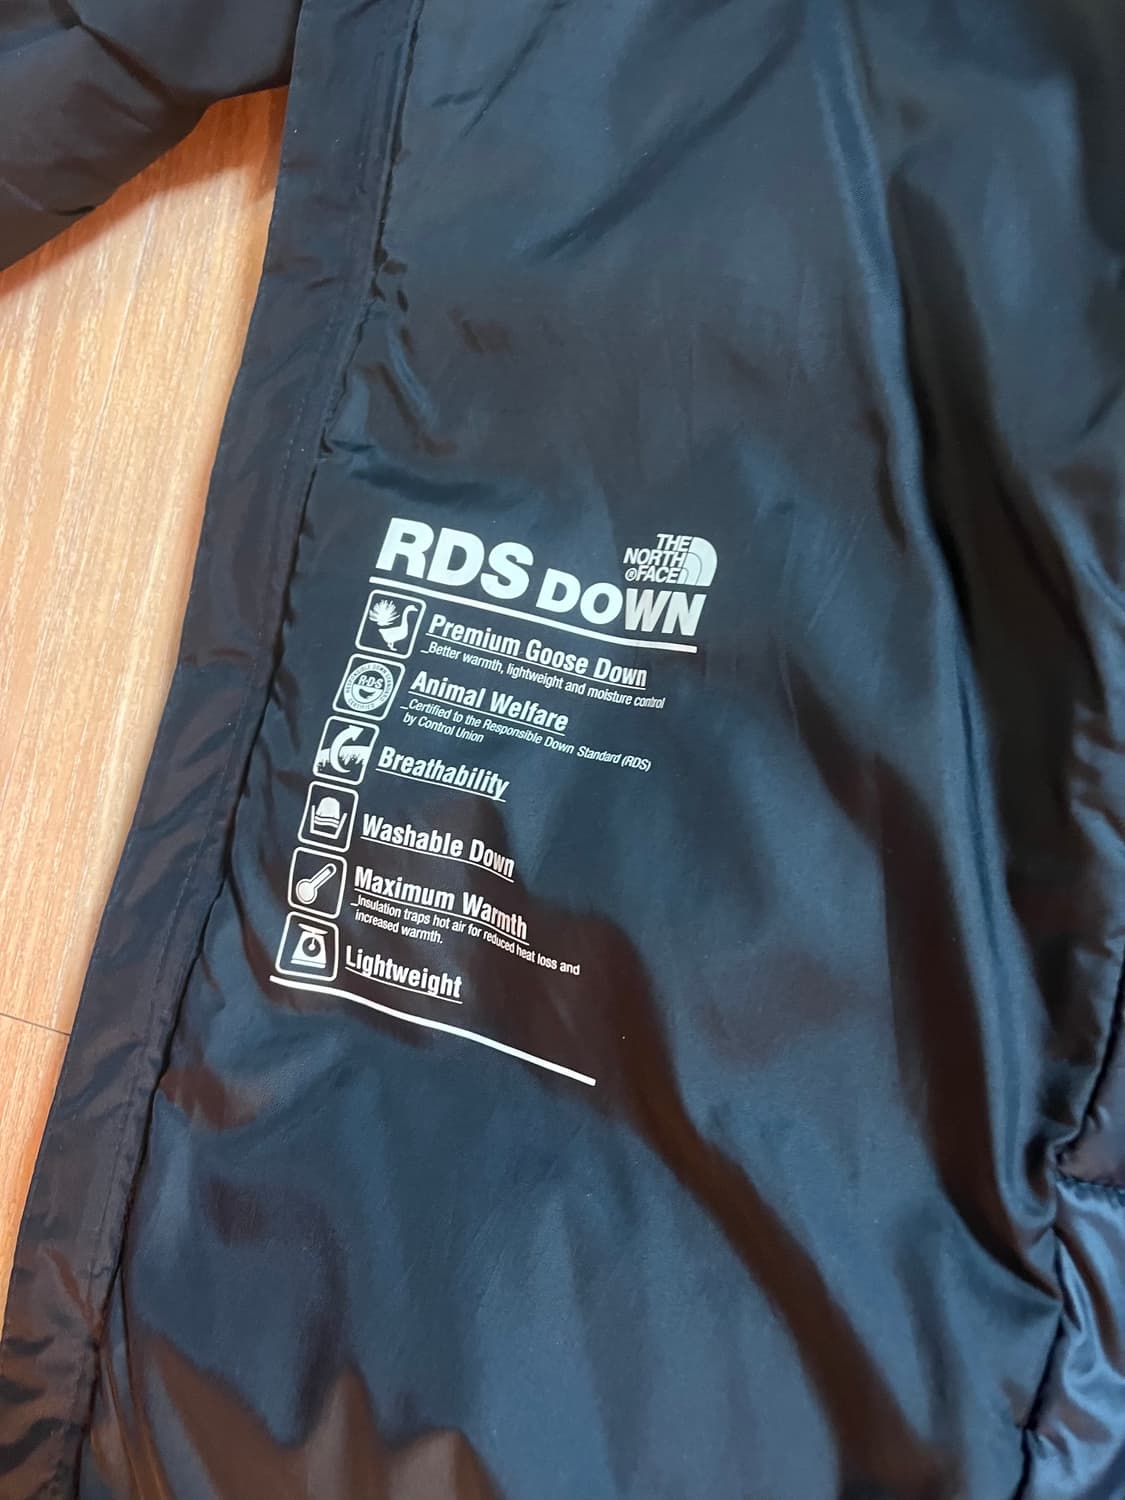 RDS DOWN
THE
NORTH
FACE
Premium Goose Down
_Better warmth, lightweight and moisture control
R·D·S
Animal Welfare
_Certified to the Responsible Down Standard (RDS)
by Control Union
Breathability
Washable Down
Maximum Warmth
_Insulation traps hot air for reduced heat loss and
increased warmth.
Lightweight